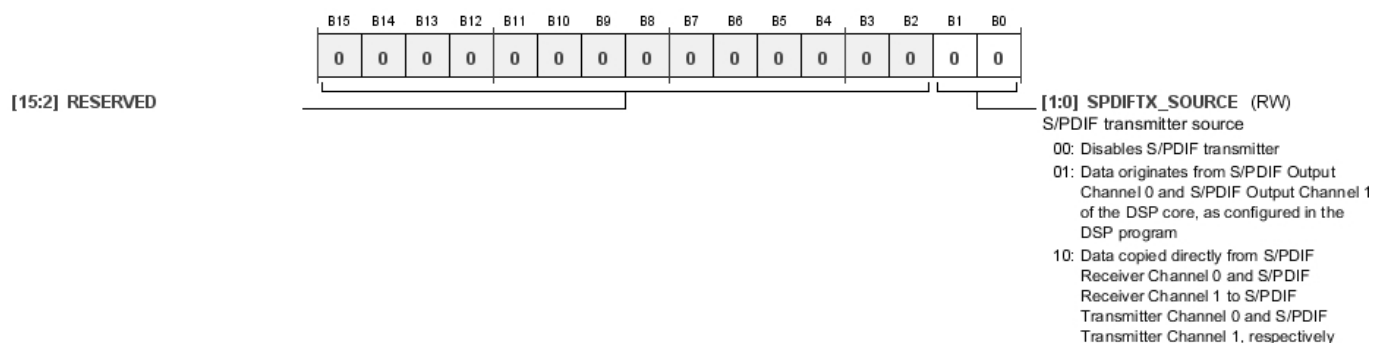 B15 B14 B13 B12 B11 B10 B9 B8 B7 B6 B5 B4 B3 B2 B1 B0
0 0 0 0 0 0 0 0 0 0 0 0 0 0 0 0
[15:2] RESERVED
[1:0] SPDIFTX_SOURCE (RW)
S/PDIF transmitter source
00: Disables S/PDIF transmitter
01: Data originates from S/PDIF Output
Channel 0 and S/PDIF Output Channel 1
of the DSP core, as configured in the
DSP program
10: Data copied directly from S/PDIF
Receiver Channel 0 and S/PDIF
Receiver Channel 1 to S/PDIF
Transmitter Channel 0 and S/PDIF
Transmitter Channel 1, respectively